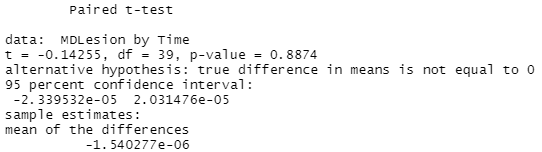 Paired t-test
data:  MDLesion by Time
t = -0.14255, df = 39, p-value = 0.8874
alternative hypothesis: true difference in means is not equal to 0
95 percent confidence interval:
-2.339532e-05  2.031476e-05
sample estimates:
mean of the differences
-1.540277e-06